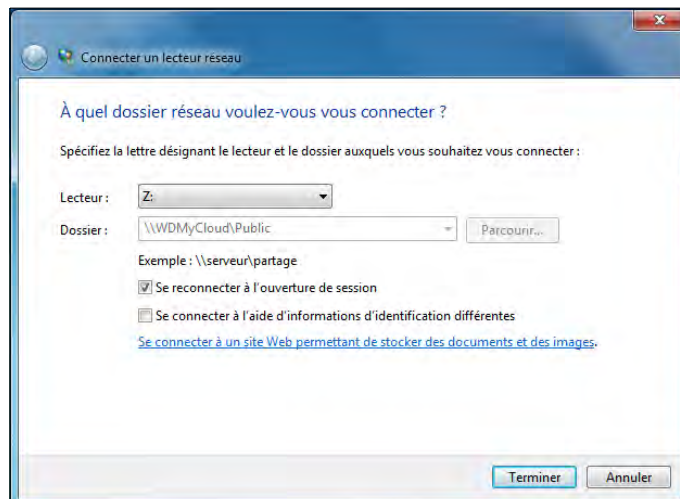 Connecter un lecteur réseau
À quel dossier réseau voulez-vous vous connecter ?
Spécifiez la lettre désignant le lecteur et le dossier auxquels vous souhaitez vous connecter :
Lecteur : Z:
Dossier : \\WDMyCloud\Public Parcourir...
Exemple : \\serveur\partage
Se reconnecter à l'ouverture de session
Se connecter à l'aide d'informations d'identification différentes
Se connecter à un site Web permettant de stocker des documents et des images.
Terminer Annuler